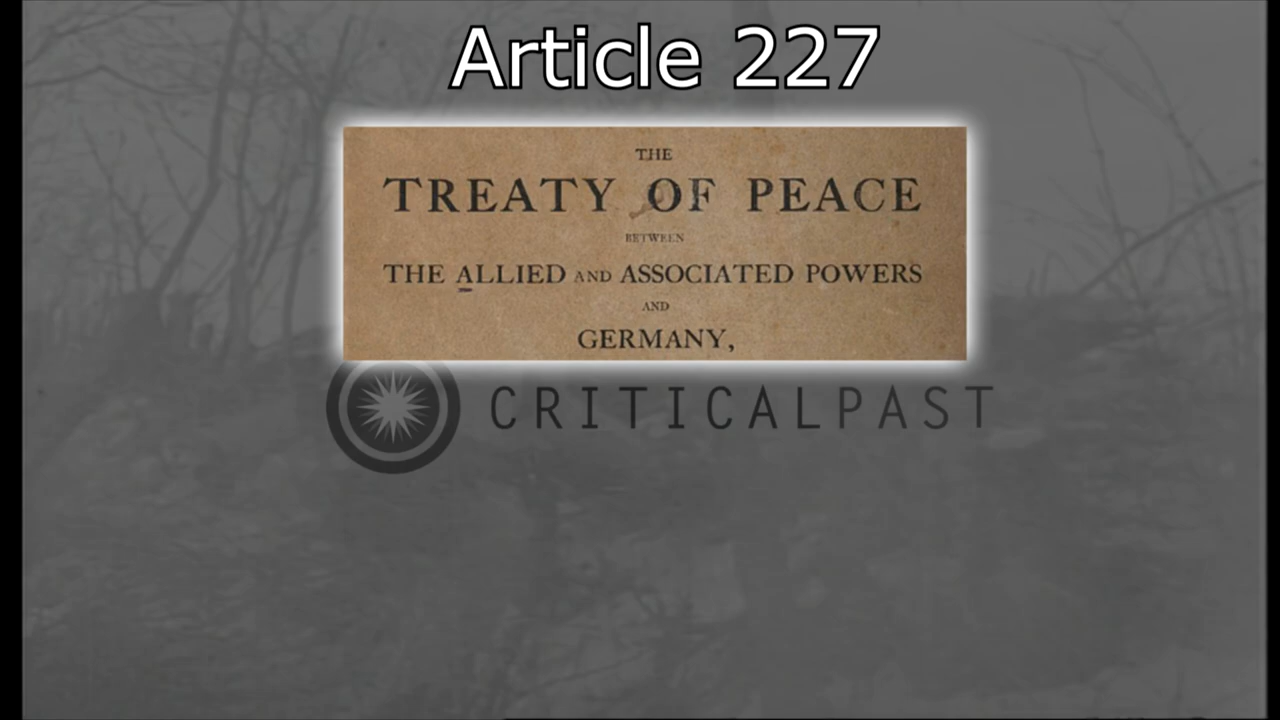 Article 227
THE
TREATY OF PEACE
BETWEEN
THE ALLIED AND ASSOCIATED POWERS
AND
GERMANY,
CRITICALPAST